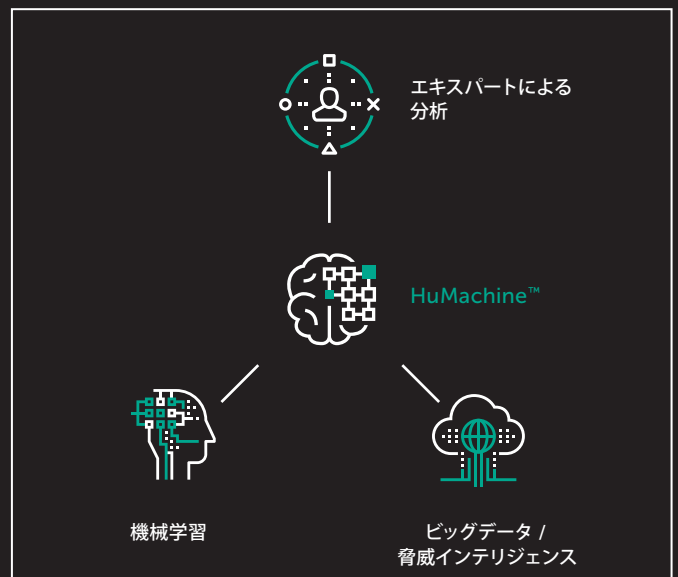 エキスパートによる
分析
HuMachine™
機械学習
ビッグデータ /
脅威インテリジェンス